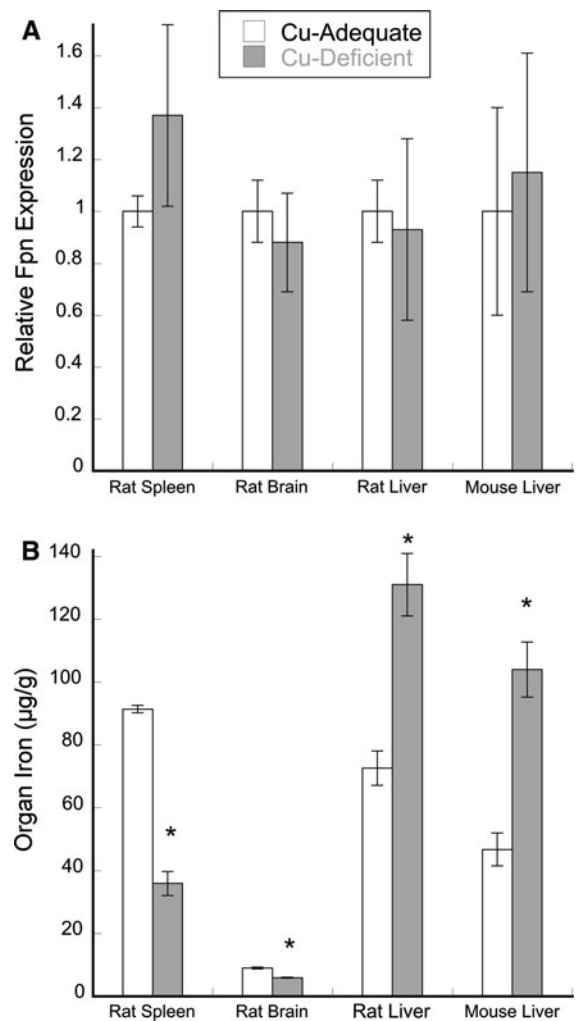 A
Cu-Adequate
Cu-Deficient
Relative Fpn Expression
1.6
1.4
1.2
1
0.8
0.6
0.4
0.2
0
Rat Spleen
Rat Brain
Rat Liver
Mouse Liver
B
Organ Iron (µg/g)
140
120
100
80
60
40
20
0
*
*
*
*
Rat Spleen
Rat Brain
Rat Liver
Mouse Liver